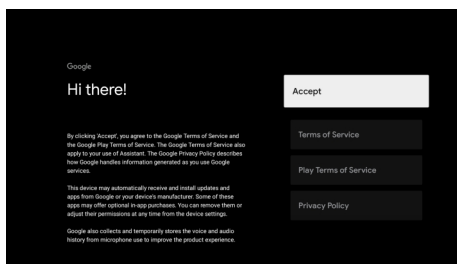 Google
Hi there!
Accept
By clicking 'Accept', you agree to the Google Terms of Service and
the Google Play Terms of Service. The Google Terms of Service also
apply to your use of Assistant. The Google Privacy Policy describes
how Google handles information generated as you use Google
services.
This device may automatically receive and install updates and
apps from Google or your device's manufacturer. Some of these
apps may offer optional in-app purchases. You can remove them or
adjust their permissions at any time from the device settings.
Google also collects and temporarily stores the voice and audio
history from microphone use to improve the product experience.
Terms of Service
Play Terms of Service
Privacy Policy